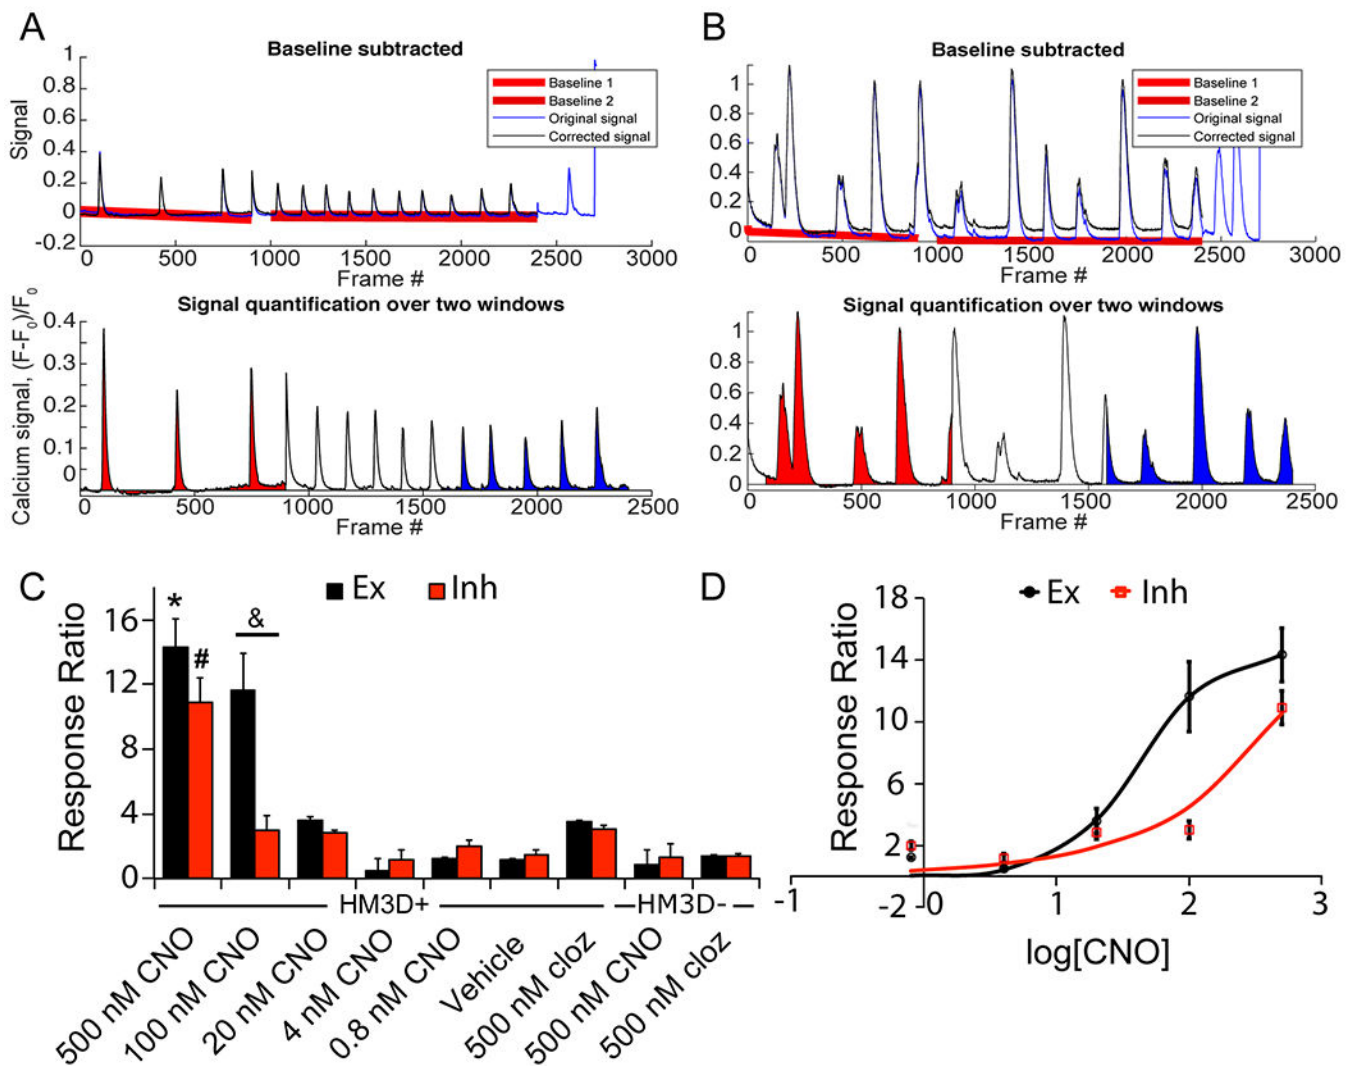 A
Baseline subtracted
Signal
1
0.8
0.6
0.4
0.2
0
-0.2
Baseline 1
Baseline 2
Original signal
Corrected signal
0 500 1000 1500 2000 2500 3000
Frame #
Signal quantification over two windows
Calcium signal, (F-F0)/F0
0.4
0.3
0.2
0.1
0
0 500 1000 1500 2000 2500
Frame #
B
Baseline subtracted
1
0.8
0.6
0.4
0.2
0
Baseline 1
Baseline 2
Original signal
Corrected signal
0 500 1000 1500 2000 2500 3000
Frame #
Signal quantification over two windows
1
0.8
0.6
0.4
0.2
0
0 500 1000 1500 2000 2500
Frame #
C
Ex Inh
Response Ratio
16
12
8
4
0
* # &
HM3D+ HM3D-
500 nM CNO
100 nM CNO
20 nM CNO
4 nM CNO
0.8 nM CNO
Vehicle
500 nM cloz
500 nM CNO
500 nM cloz
D
Ex Inh
Response Ratio
18
14
10
6
2
-2
-1 0 1 2 3
log[CNO]